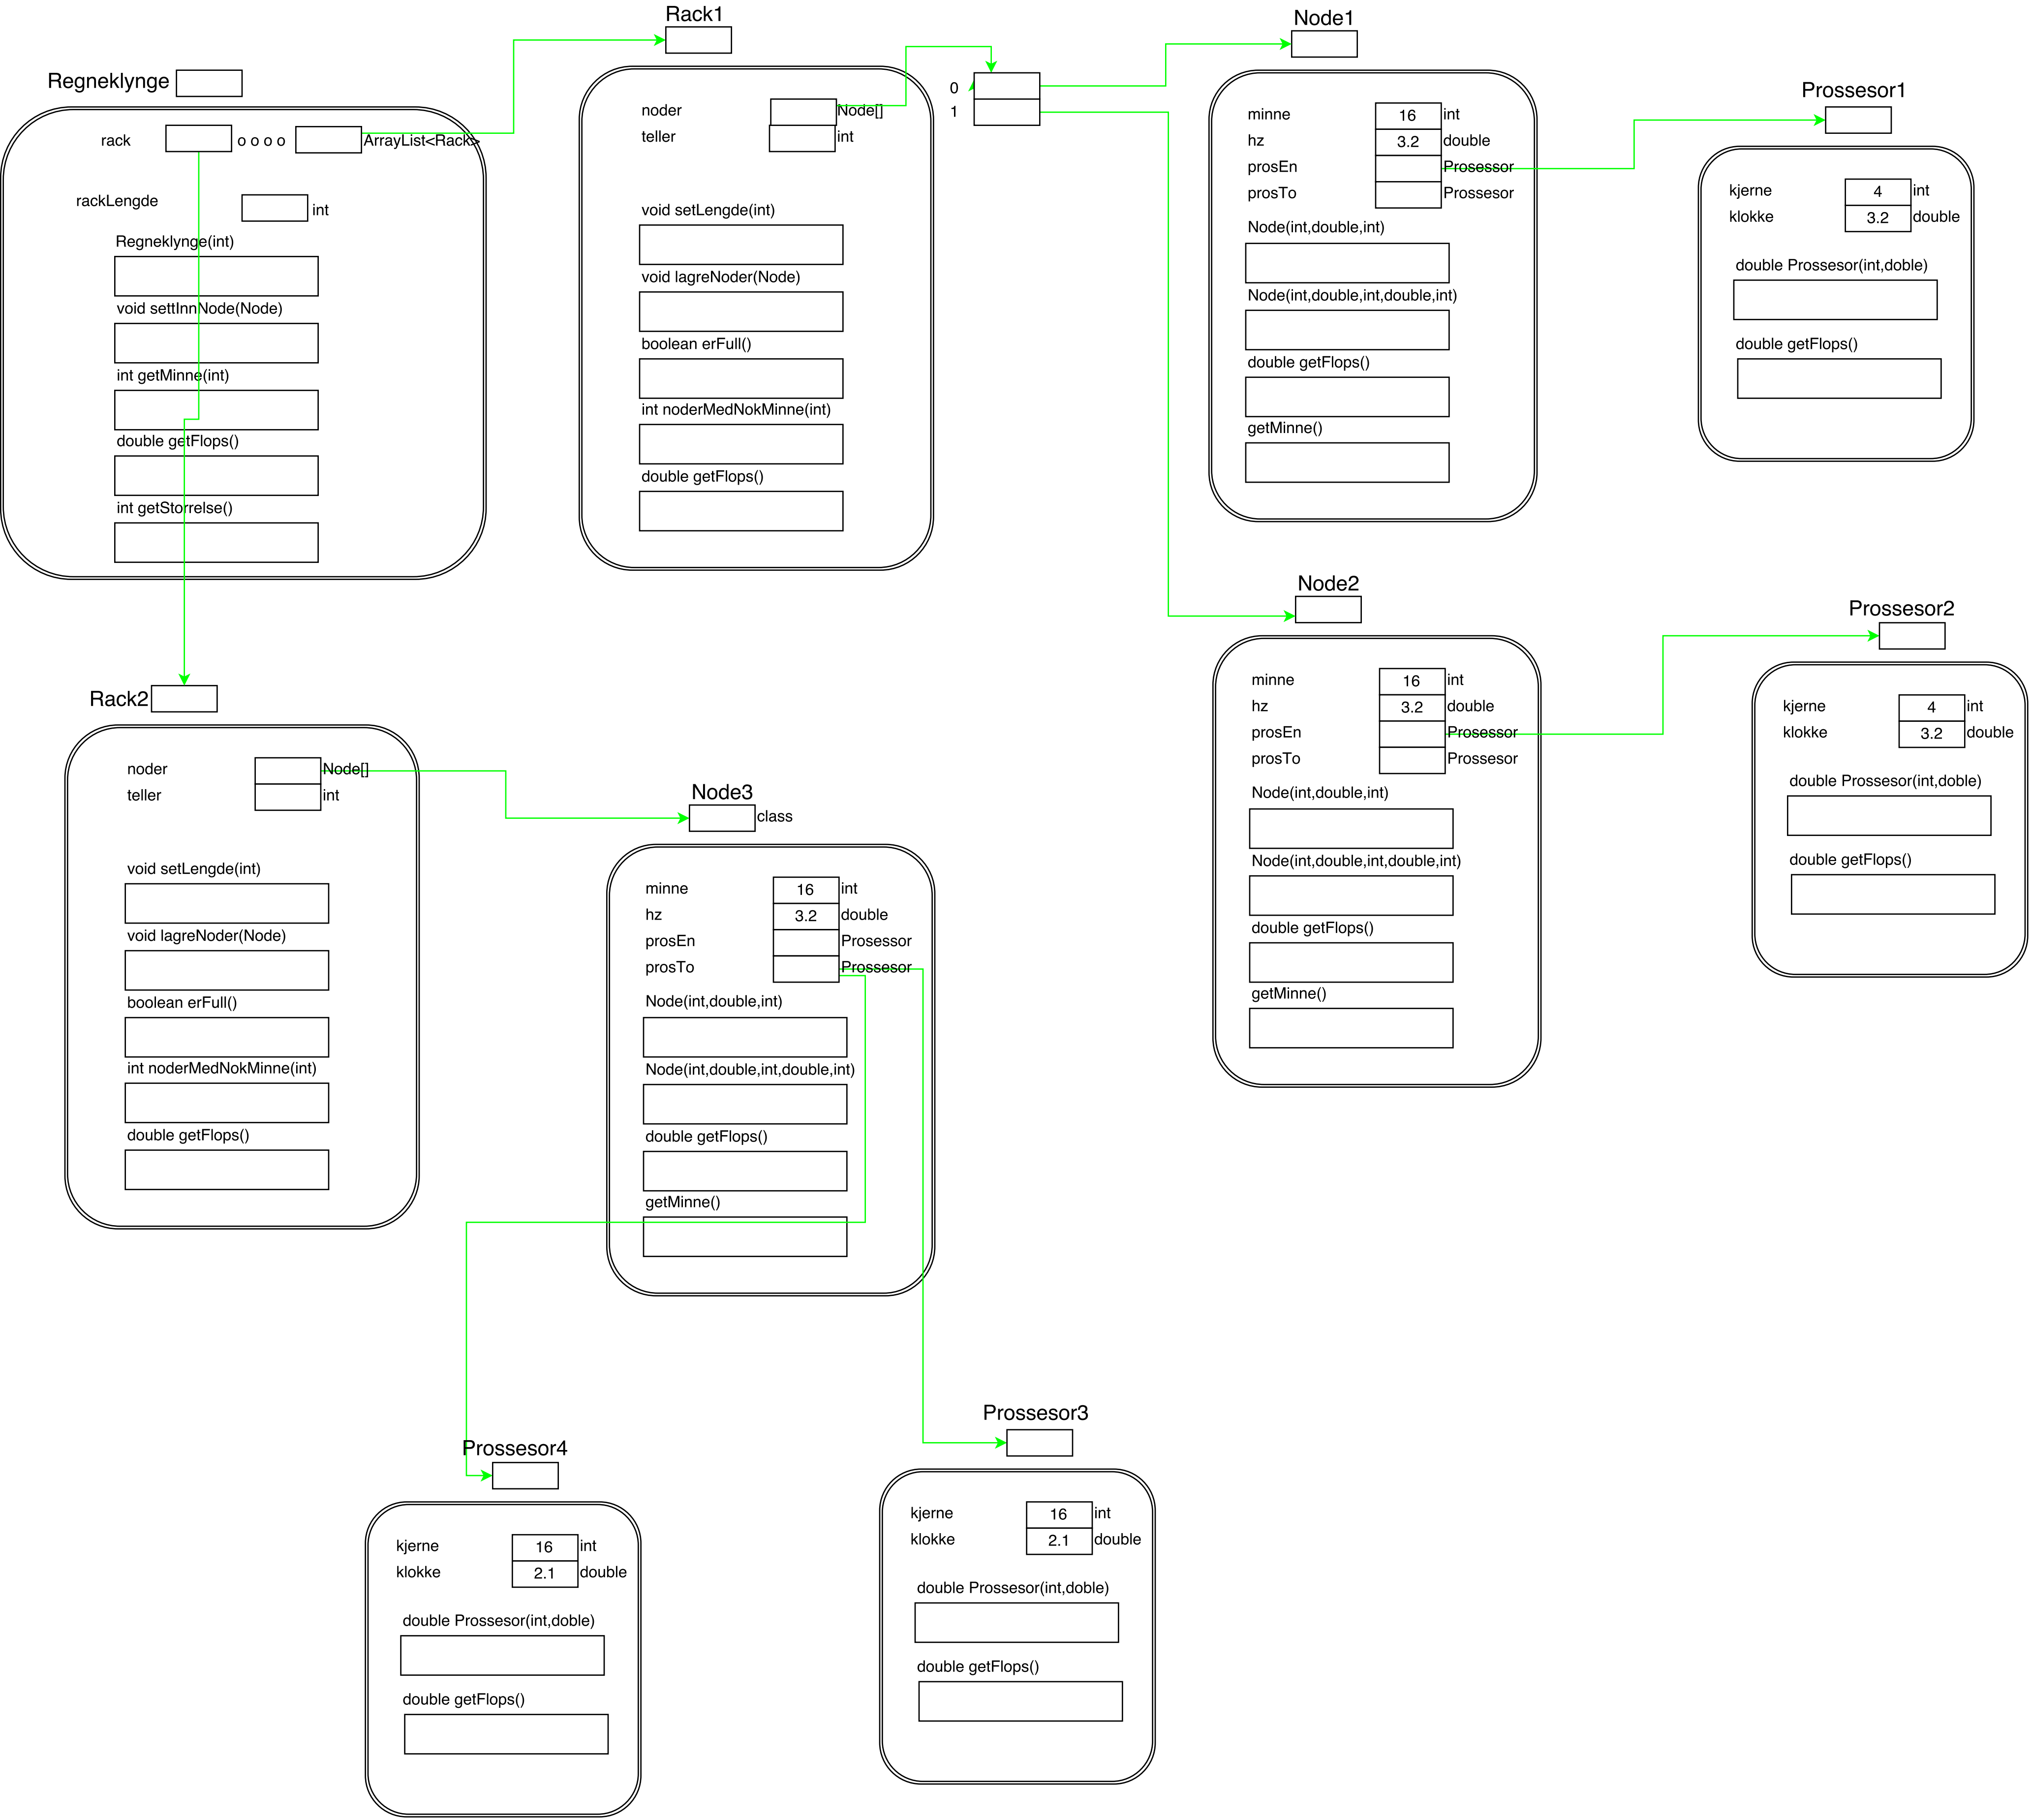 Regneklynge
rack o o o o ArrayList<Rack>
rackLengde int
Regneklynge(int)
void settInnNode(Node)
int getMinne(int)
double getFlops()
int getStorrelse()
Rack1
noder Node[]
teller int
void setLengde(int)
void lagreNoder(Node)
boolean erFull()
int noderMedNokMinne(int)
double getFlops()
0
1
Node1
minne 16 int
hz 3.2 double
prosEn Prosessor
prosTo Prossesor
Node(int,double,int)
Node(int,double,int,double,int)
double getFlops()
getMinne()
Prossesor1
kjerne 4 int
klokke 3.2 double
double Prossesor(int,doble)
double getFlops()
Node2
minne 16 int
hz 3.2 double
prosEn Prosessor
prosTo Prossesor
Node(int,double,int)
Node(int,double,int,double,int)
double getFlops()
getMinne()
Prossesor2
kjerne 4 int
klokke 3.2 double
double Prossesor(int,doble)
double getFlops()
Rack2
noder Node[]
teller int
void setLengde(int)
void lagreNoder(Node)
boolean erFull()
int noderMedNokMinne(int)
double getFlops()
Node3
class
minne 16 int
hz 3.2 double
prosEn Prosessor
prosTo Prossesor
Node(int,double,int)
Node(int,double,int,double,int)
double getFlops()
getMinne()
Prossesor4
kjerne 16 int
klokke 2.1 double
double Prossesor(int,doble)
double getFlops()
Prossesor3
kjerne 16 int
klokke 2.1 double
double Prossesor(int,doble)
double getFlops()